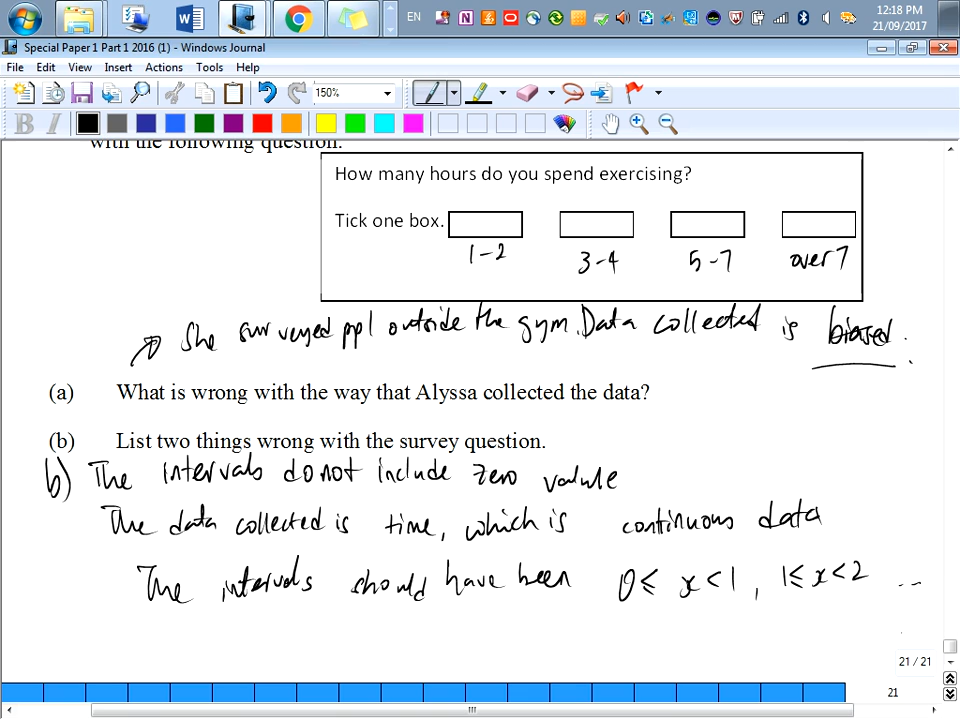 EN
12:18 PM
21/09/2017
Special Paper 1 Part 1 2016 (1) - Windows Journal
File Edit View Insert Actions Tools Help
150%
B I
with the following question.
How many hours do you spend exercising?
Tick one box.
1-2 3-4 5-7 over 7
She surveyed ppl outside the gym. Data collected is biased.
(a) What is wrong with the way that Alyssa collected the data?
(b) List two things wrong with the survey question.
b) The intervals do not include zero value
The data collected is time, which is continuous data
The intervals should have been 0≤ x<1, 1≤x<2 ...
21 / 21
21